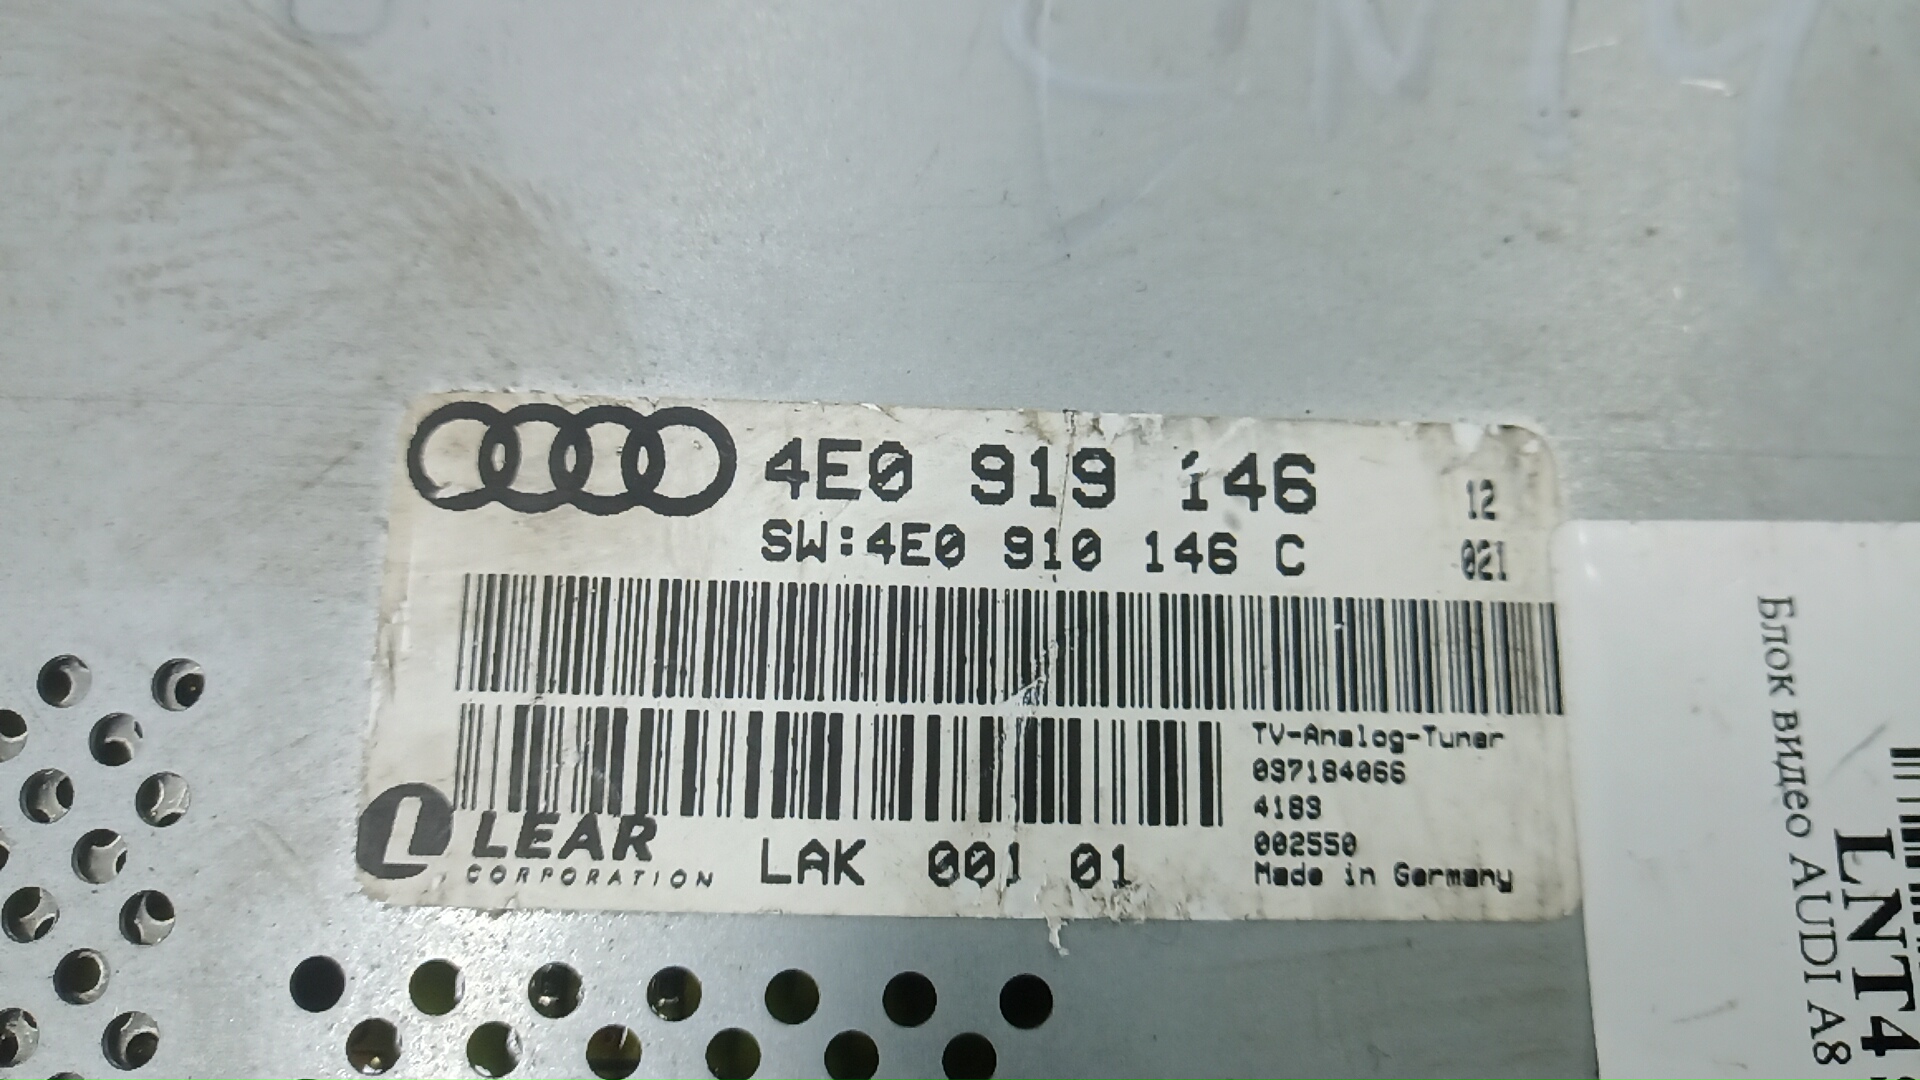 4E0 919 146
12
SW:4E0 910 146 C
021
TV-Analog-Tuner
097184066
4189
002550
Made in Germany
LEAR
CORPORATION
LAK 001 01
Блок видео AUDI A8
LNT4